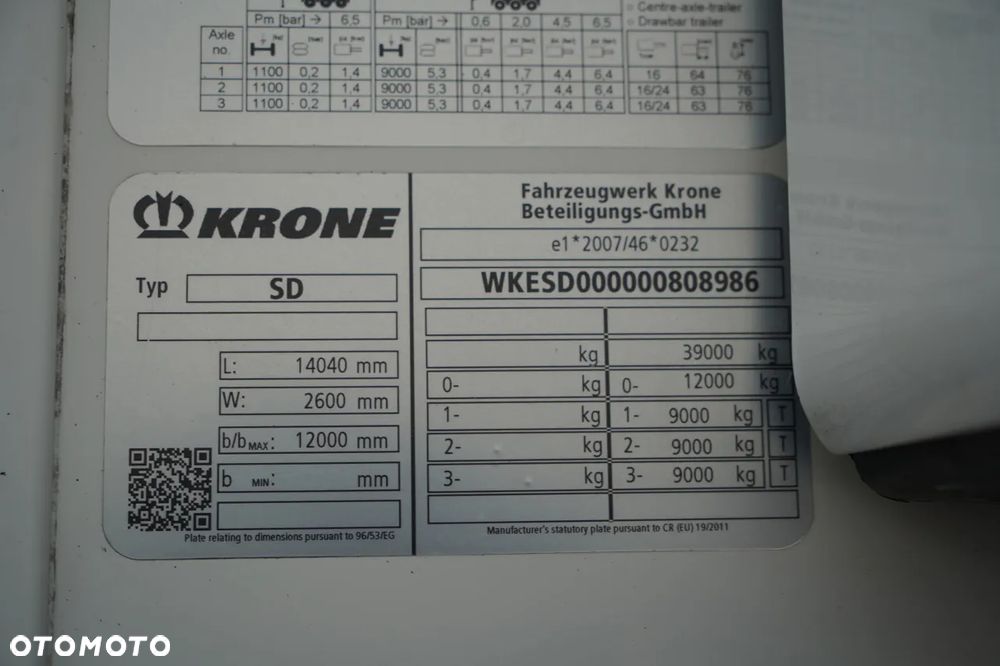 Pm [bar] → 6,5 Pm [bar] → 0,6 2,0 4,5 6,5
Centre-axle-trailer
Drawbar trailer
Axle no.
1 1100 0,2 1,4 9000 5,3 0,4 1,7 4,4 6,4 16 64 76
2 1100 0,2 1,4 9000 5,3 0,4 1,7 4,4 6,4 16/24 63 76
3 1100 0,2 1,4 9000 5,3 0,4 1,7 4,4 6,4 16/24 63 76
KRONE
Typ SD
L: 14040 mm
W: 2600 mm
b/bMAX: 12000 mm
b MIN: mm
Plate relating to dimensions pursuant to 96/53/EG
Fahrzeugwerk Krone
Beteiligungs-GmbH
e1*2007/46*0232
WKESD000000808986
kg 39000 kg
0- kg 0- 12000 kg
1- kg 1- 9000 kg T
2- kg 2- 9000 kg T
3- kg 3- 9000 kg T
Manufacturer's statutory plate pursuant to CR (EU) 19/2011
OTOMOTO